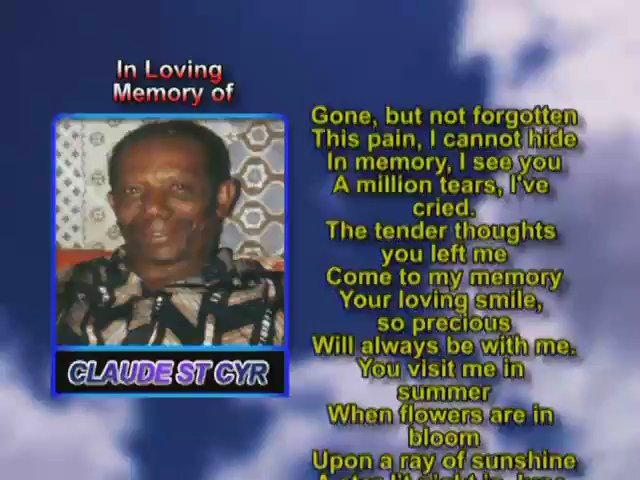 In Loving
Memory of
CLAUDE ST CYR
Gone, but not forgotten
This pain, I cannot hide
In memory, I see you
A million tears, I've
cried.
The tender thoughts
you left me
Come to my memory
Your loving smile,
so precious
Will always be with me.
You visit me in
summer
When flowers are in
bloom
Upon a ray of sunshine